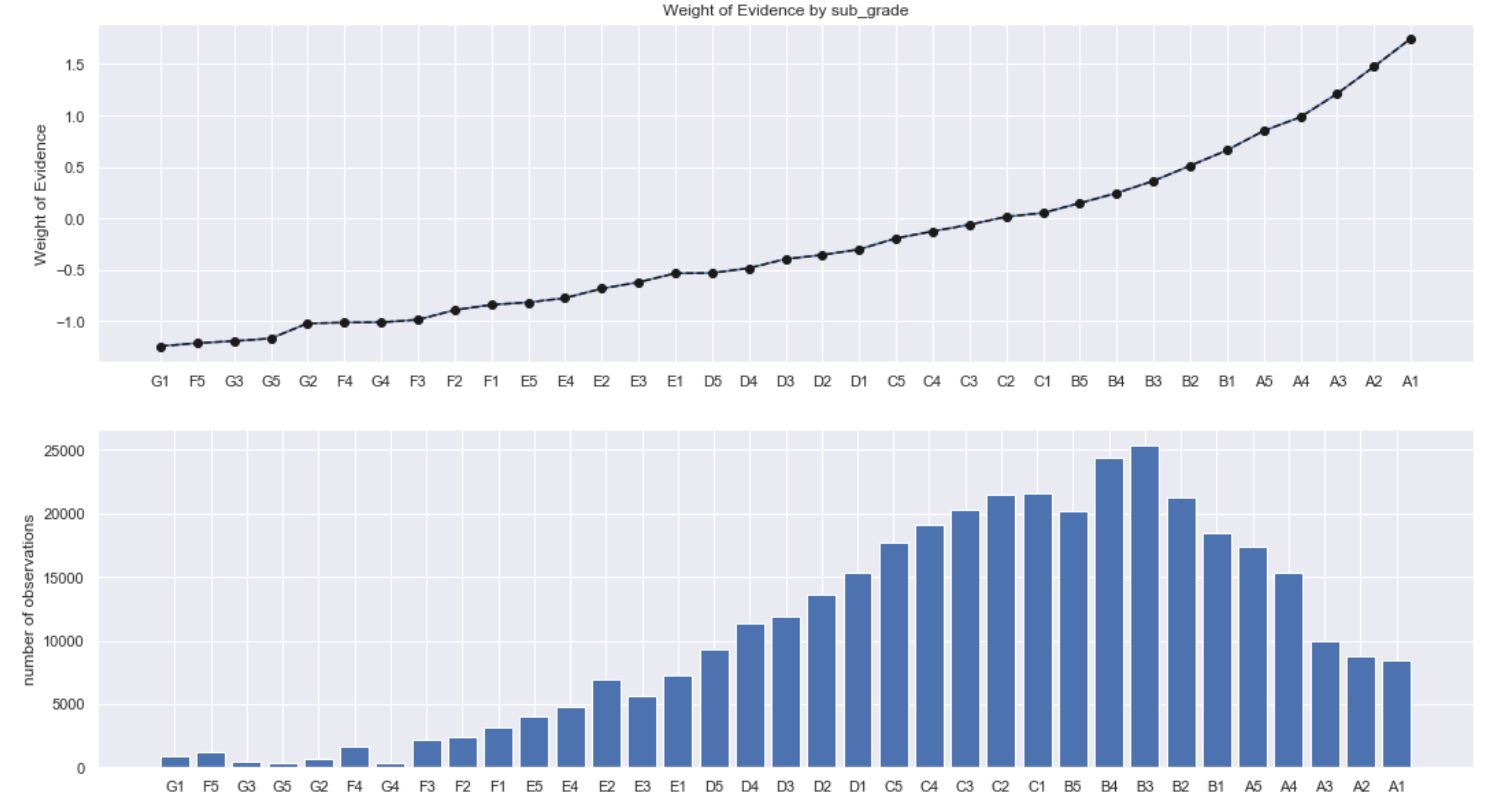 Weight of Evidence by sub_grade
Weight of Evidence
1.5
1.0
0.5
0.0
−0.5
−1.0
G1 F5 G3 G5 G2 F4 G4 F3 F2 F1 E5 E4 E2 E3 E1 D5 D4 D3 D2 D1 C5 C4 C3 C2 C1 B5 B4 B3 B2 B1 A5 A4 A3 A2 A1
number of observations
25000
20000
15000
10000
5000
0
G1 F5 G3 G5 G2 F4 G4 F3 F2 F1 E5 E4 E2 E3 E1 D5 D4 D3 D2 D1 C5 C4 C3 C2 C1 B5 B4 B3 B2 B1 A5 A4 A3 A2 A1